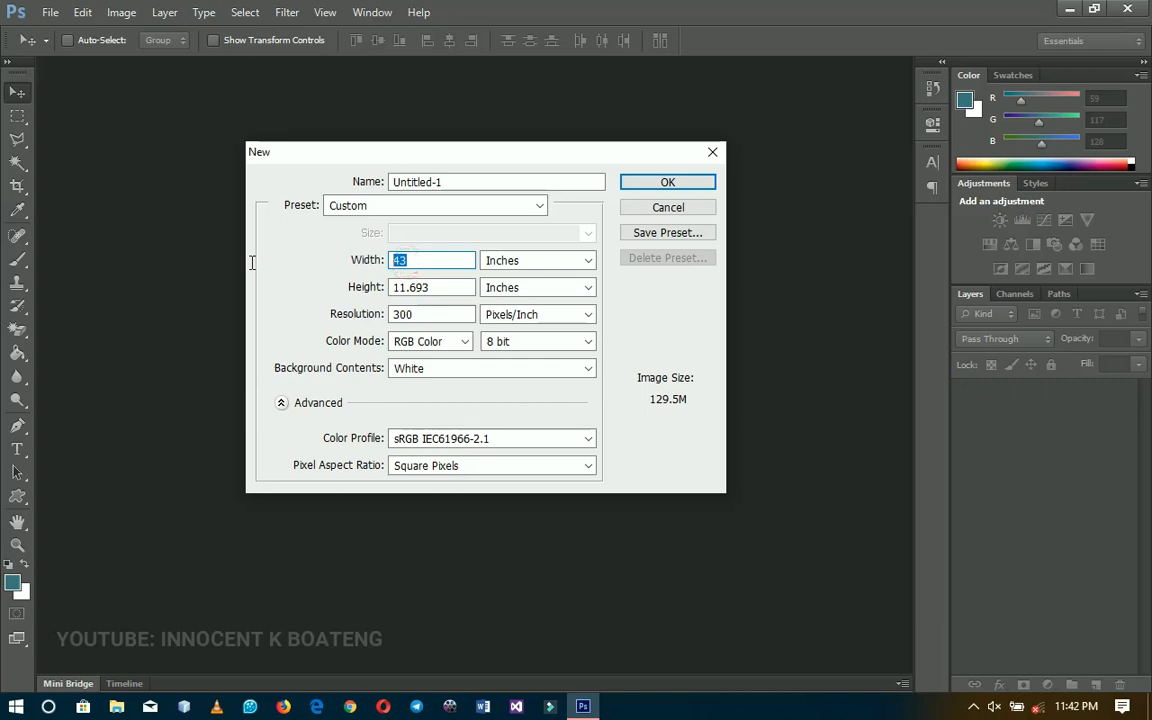 Ps File Edit Image Layer Type Select Filter View Window Help
Auto-Select: Group Show Transform Controls Essentials
Color Swatches
R 59
G 117
B 128
Adjustments Styles
Add an adjustment
Layers Channels Paths
Kind
Pass Through Opacity:
Lock: Fill:
New
Name: Untitled-1 OK
Preset: Custom Cancel
Size: Save Preset...
Width: 43 Inches Delete Preset...
Height: 11.693 Inches
Resolution: 300 Pixels/Inch
Color Mode: RGB Color 8 bit
Background Contents: White
Image Size:
129.5M
Advanced
Color Profile: sRGB IEC61966-2.1
Pixel Aspect Ratio: Square Pixels
YOUTUBE: INNOCENT K BOATENG
Mini Bridge Timeline
11:42 PM